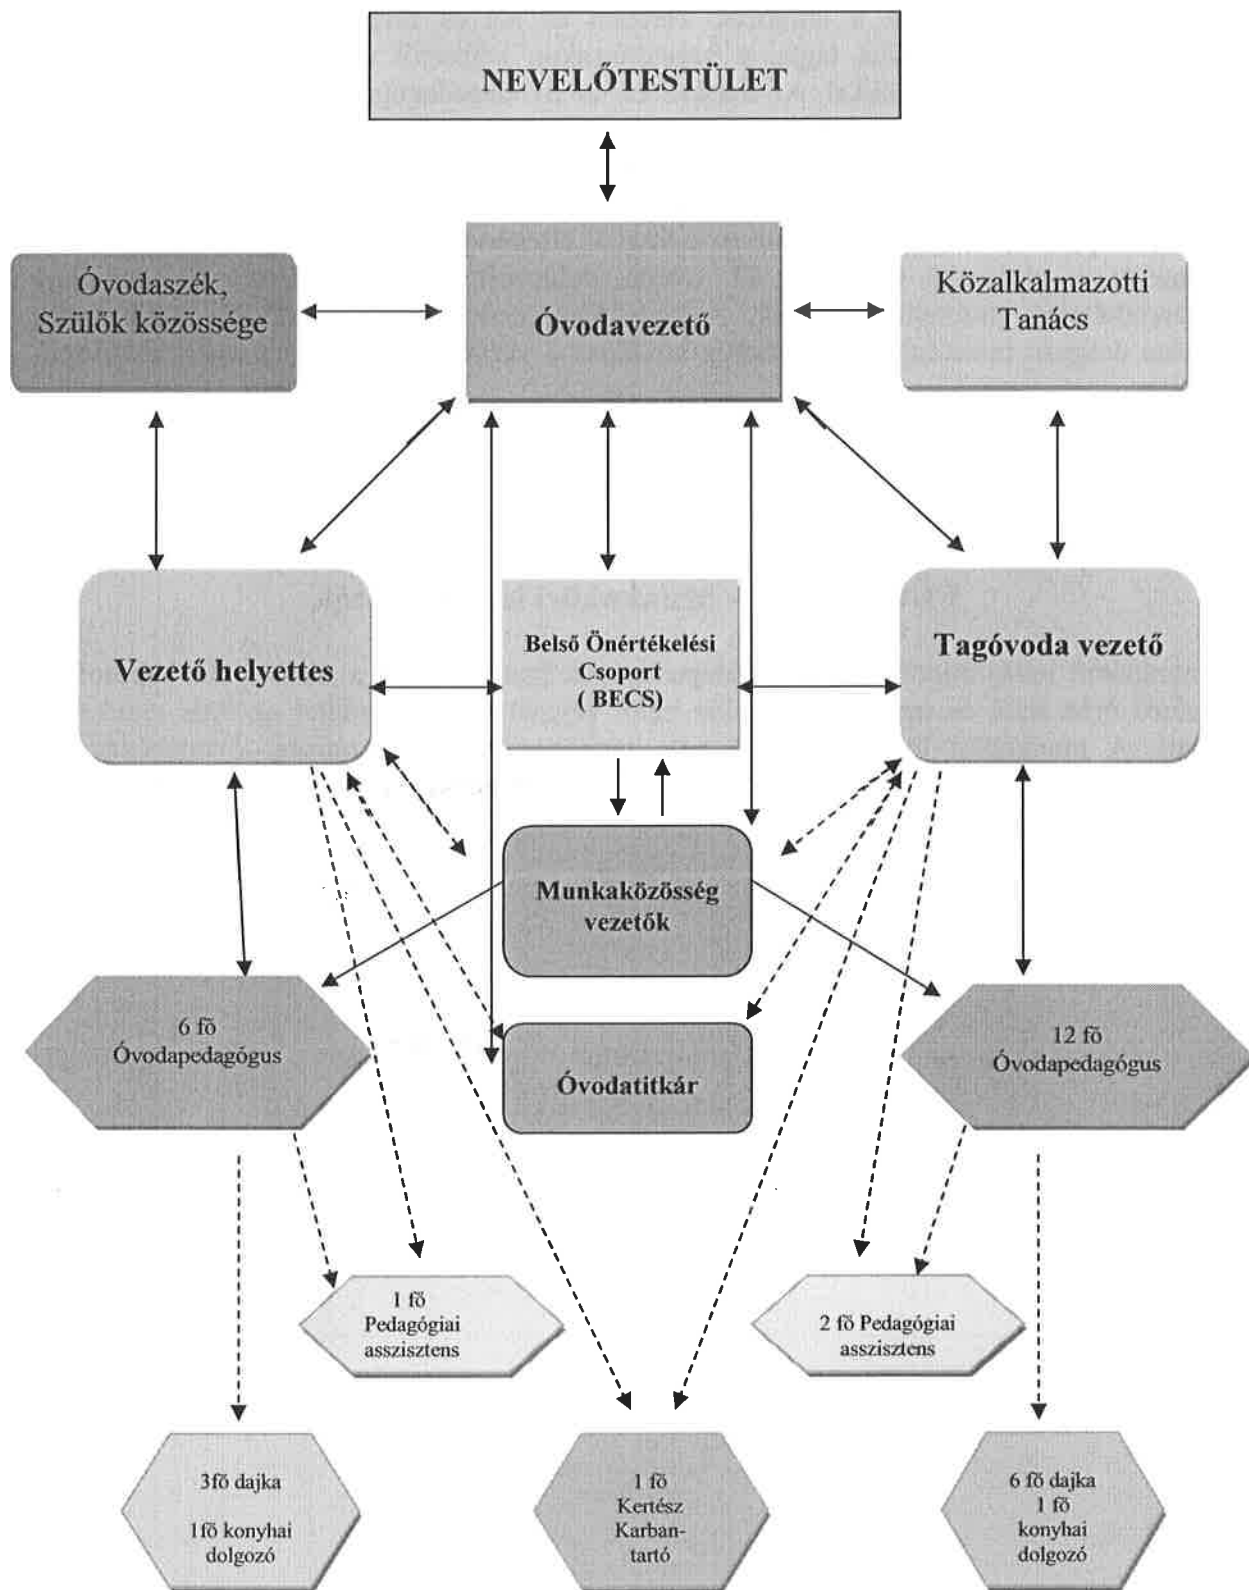 NEVELŐTESTÜLET
Óvodaszék,
Szülők közössége
Óvodavezető
Közalkalmazotti
Tanács
Vezető helyettes
Belső Önértékelési
Csoport
( BECS)
Tagóvoda vezető
Munkaközösség
vezetők
6 fő
Óvodapedagógus
12 fő
Óvodapedagógus
Óvodatitkár
1 fő
Pedagógiai
asszisztens
2 fő Pedagógiai
asszisztens
3fő dajka
1fő konyhai
dolgozó
1 fő
Kertész
Karban-
tartó
6 fő dajka
1 fő
konyhai
dolgozó